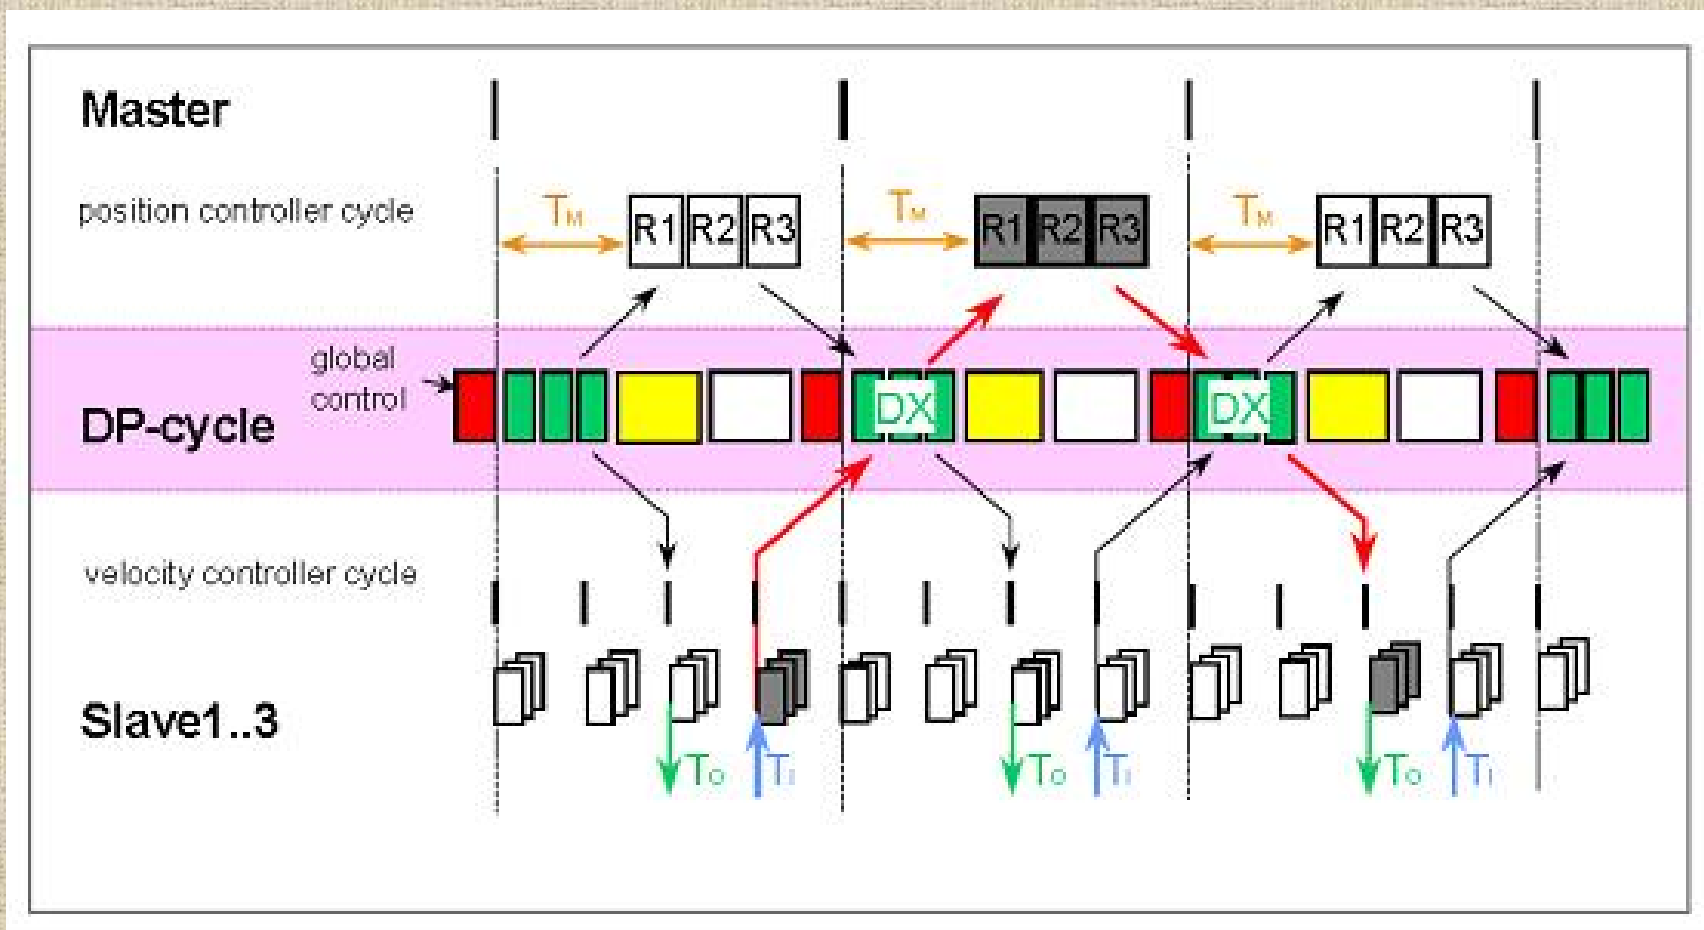 Master
position controller cycle
TM R1 R2 R3 TM R1 R2 R3 TM R1 R2 R3
global
control
DP-cycle
DX DX
velocity controller cycle
Slave1..3
To Ti To Ti To Ti